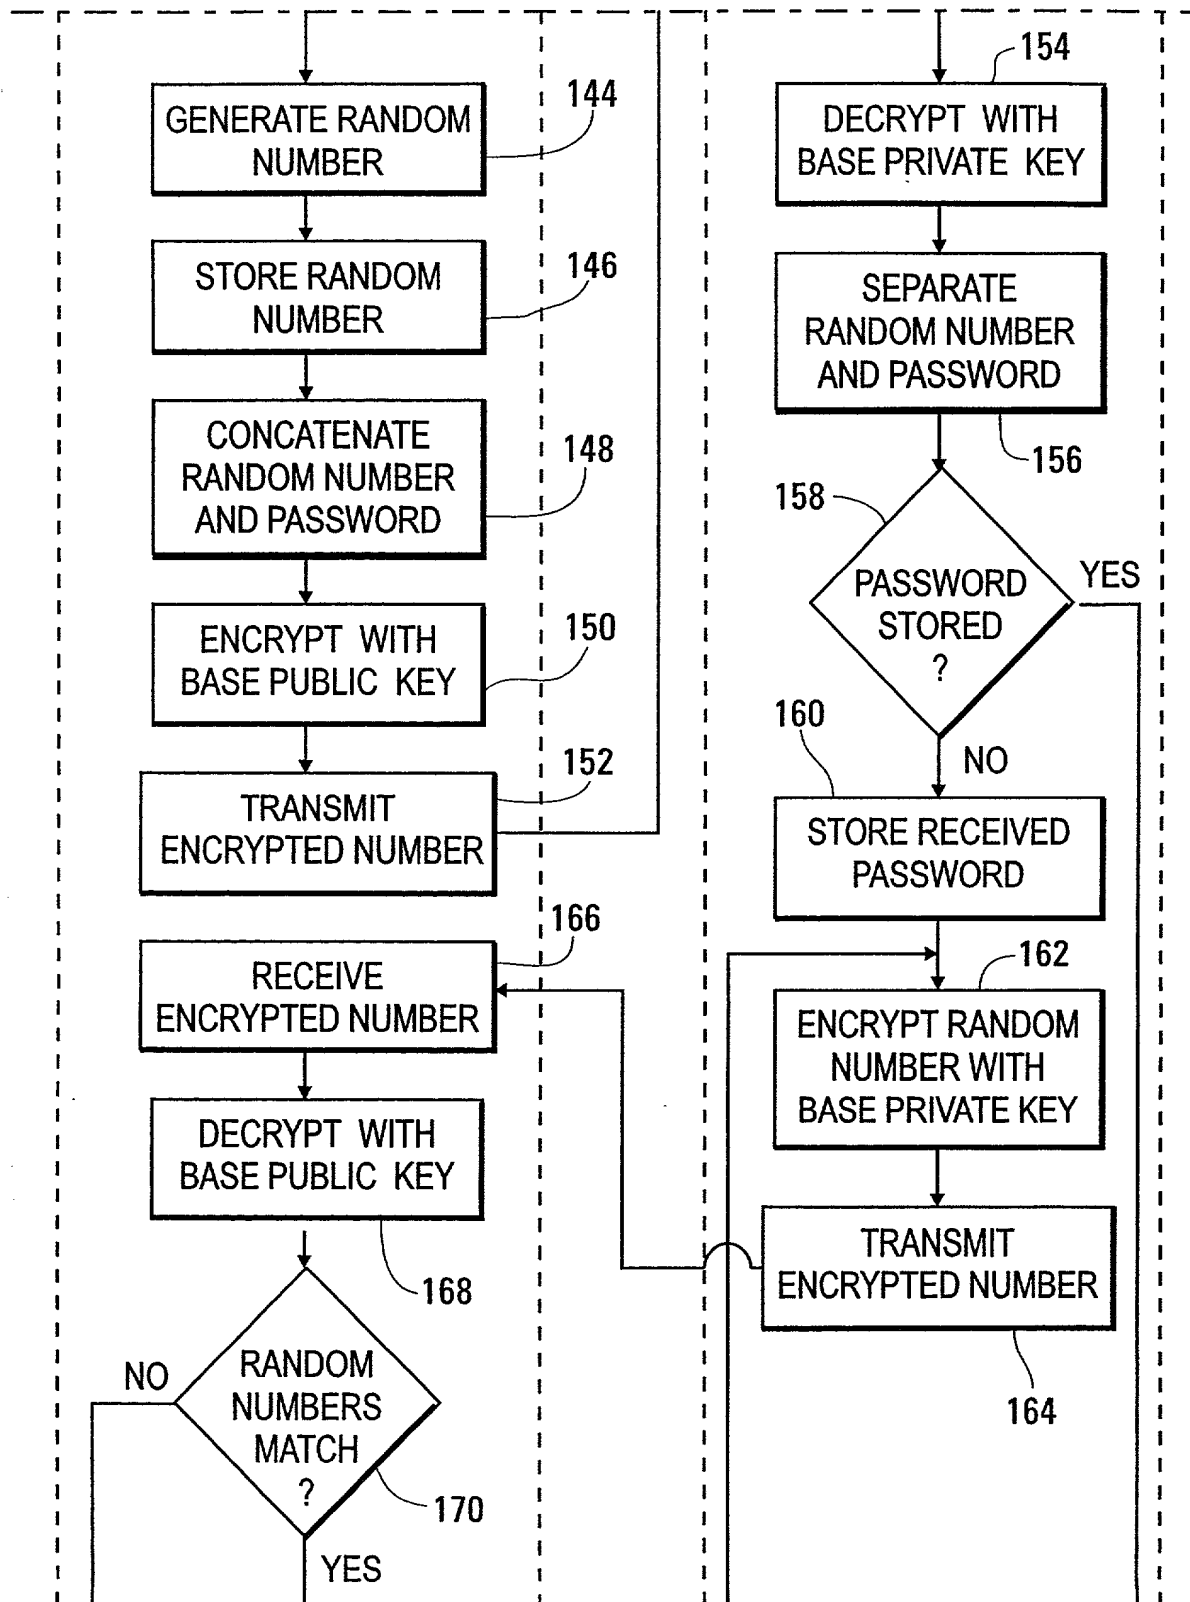 144
GENERATE RANDOM
NUMBER
146
STORE RANDOM
NUMBER
148
CONCATENATE
RANDOM NUMBER
AND PASSWORD
150
ENCRYPT WITH
BASE PUBLIC KEY
152
TRANSMIT
ENCRYPTED NUMBER
166
RECEIVE
ENCRYPTED NUMBER
DECRYPT WITH
BASE PUBLIC KEY
168
RANDOM
NUMBERS
MATCH
?
NO
170
YES
154
DECRYPT WITH
BASE PRIVATE KEY
SEPARATE
RANDOM NUMBER
AND PASSWORD
156
158
PASSWORD
STORED
?
YES
160
NO
STORE RECEIVED
PASSWORD
162
ENCRYPT RANDOM
NUMBER WITH
BASE PRIVATE KEY
TRANSMIT
ENCRYPTED NUMBER
164